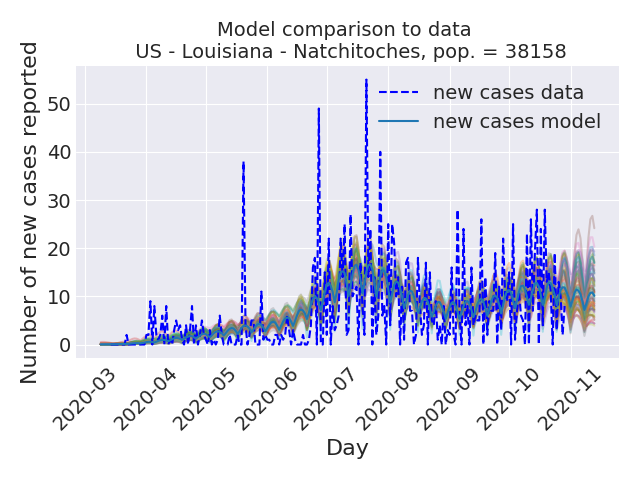 Model comparison to data
US - Louisiana - Natchitoches, pop. = 38158
Number of new cases reported
50
40
30
20
10
0
new cases data
new cases model
2020-03
2020-04
2020-05
2020-06
2020-07
2020-08
2020-09
2020-10
2020-11
Day